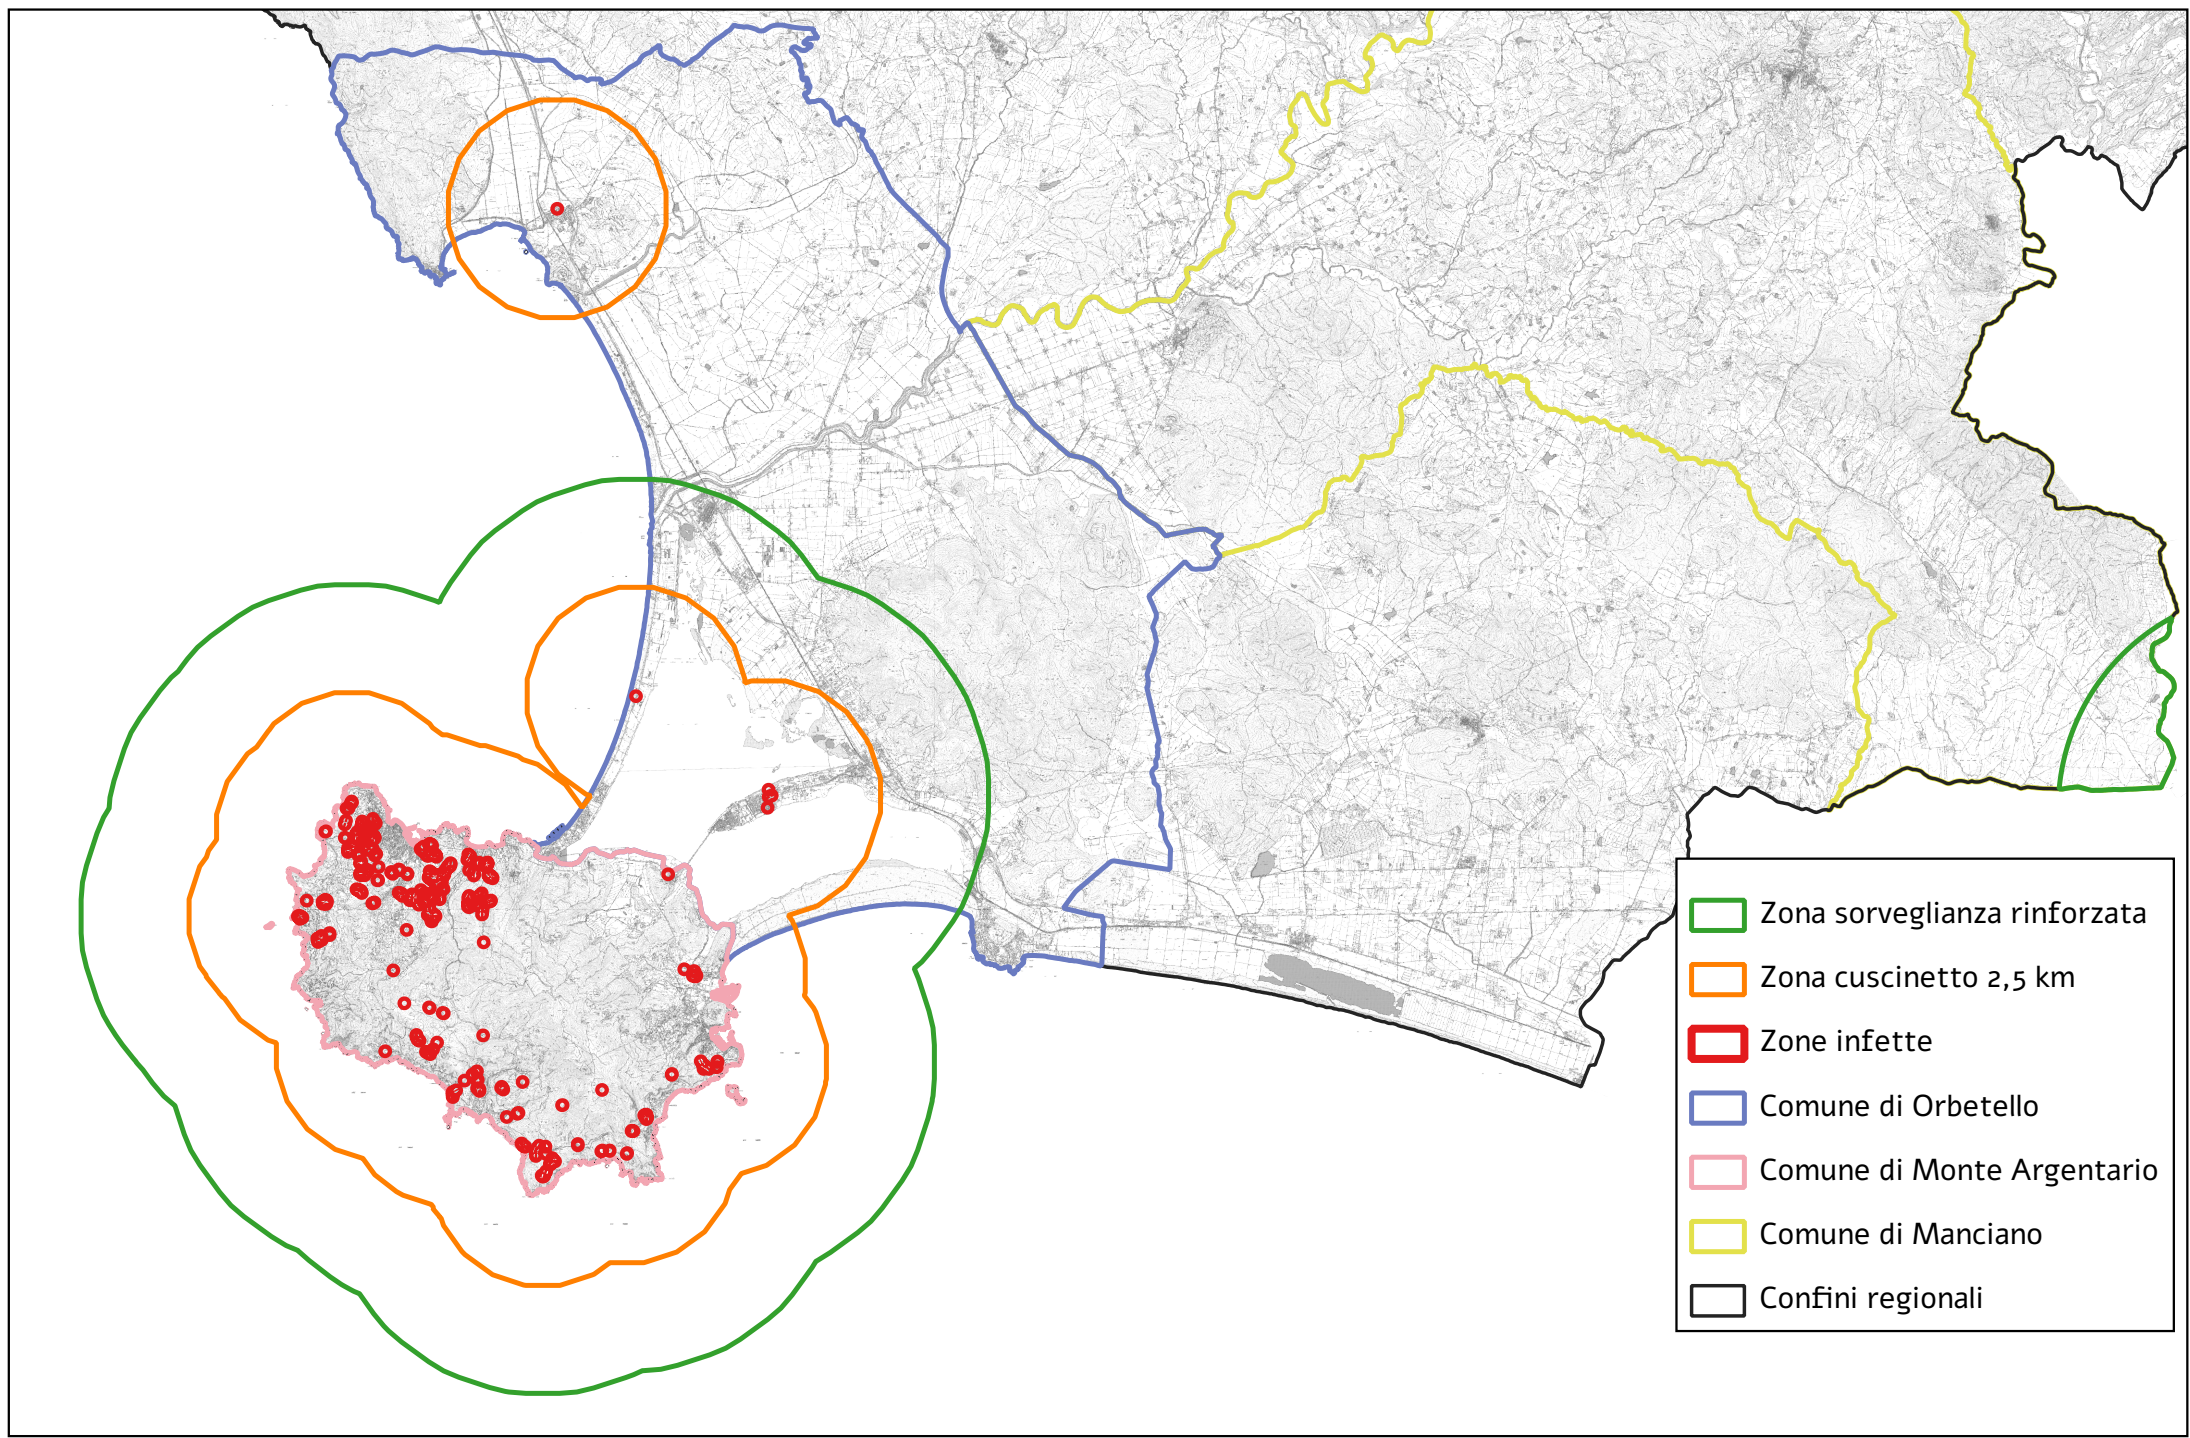 Zona sorveglianza rinforzata
Zona cuscinetto 2,5 km
Zone infette
Comune di Orbetello
Comune di Monte Argentario
Comune di Manciano
Confini regionali